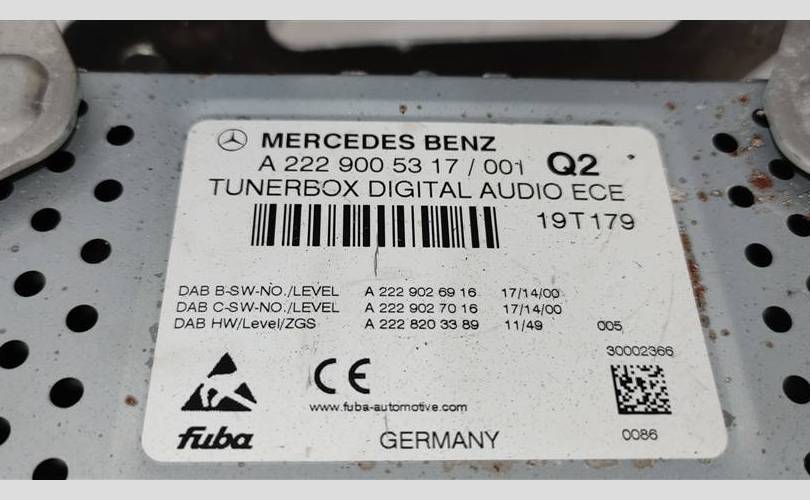 MERCEDES BENZ
A 222 900 53 17 / 001 Q2
TUNERBOX DIGITAL AUDIO ECE
19T179
DAB B-SW-NO./LEVEL A 222 902 69 16 17/14/00
DAB C-SW-NO./LEVEL A 222 902 70 16 17/14/00
DAB HW/Level/ZGS A 222 820 33 89 11/49 005
30002366
CE
www.fuba-automotive.com
fuba GERMANY 0086